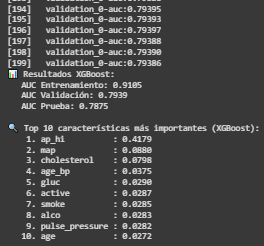 [194] validation_0-auc:0.79395
[195] validation_0-auc:0.79393
[196] validation_0-auc:0.79397
[197] validation_0-auc:0.79388
[198] validation_0-auc:0.79390
[199] validation_0-auc:0.79386
📊 Resultados XGBoost:
AUC Entrenamiento: 0.9105
AUC Validación: 0.7939
AUC Prueba: 0.7875
🔍 Top 10 características más importantes (XGBoost):
1. ap_hi : 0.4179
2. map : 0.0880
3. cholesterol : 0.0798
4. age_bp : 0.0375
5. gluc : 0.0290
6. active : 0.0287
7. smoke : 0.0285
8. alco : 0.0283
9. pulse_pressure : 0.0282
10. age : 0.0272